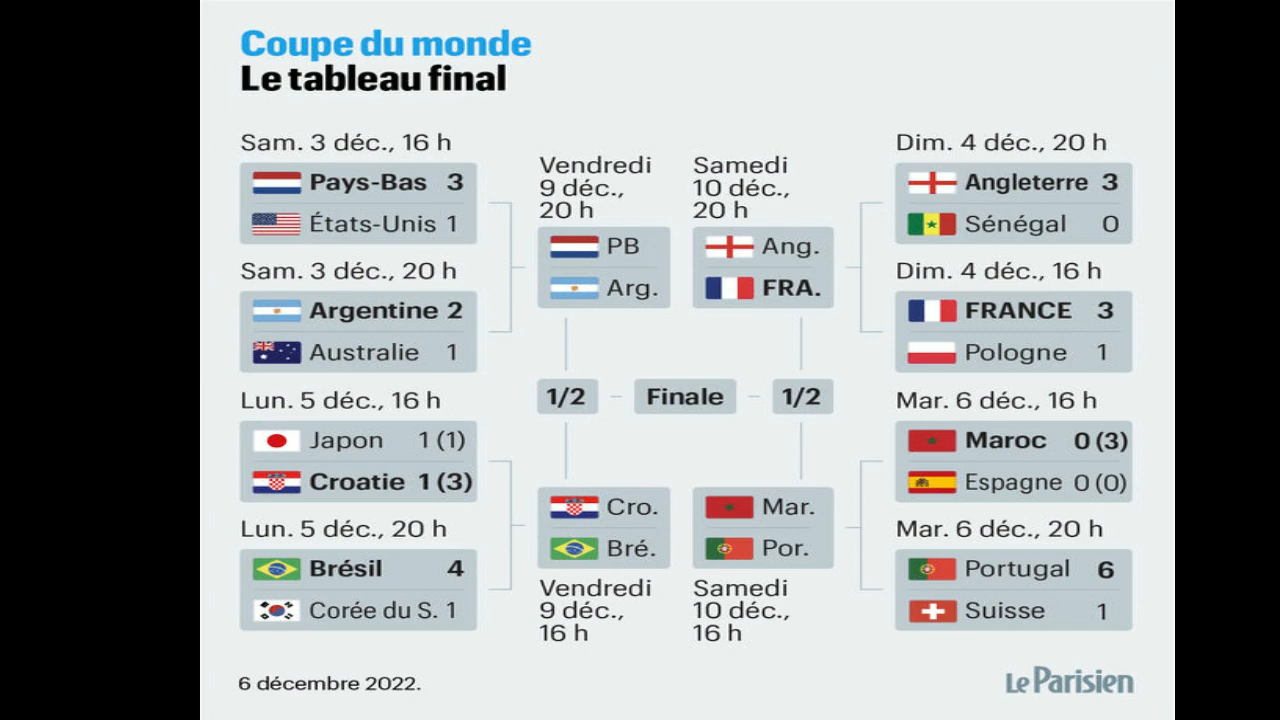 Coupe du monde
Le tableau final
Sam. 3 déc., 16 h
Pays-Bas 3
États-Unis 1
Sam. 3 déc., 20 h
Argentine 2
Australie 1
Lun. 5 déc., 16 h
Japon 1 (1)
Croatie 1 (3)
Lun. 5 déc., 20 h
Brésil 4
Corée du S. 1
Vendredi
9 déc.,
20 h
PB
Arg.
Samedi
10 déc.,
20 h
Ang.
FRA.
1/2
Finale
1/2
Cro.
Bré.
Vendredi
9 déc.,
16 h
Mar.
Por.
Samedi
10 déc.,
16 h
Dim. 4 déc., 20 h
Angleterre 3
Sénégal 0
Dim. 4 déc., 16 h
FRANCE 3
Pologne 1
Mar. 6 déc., 16 h
Maroc 0 (3)
Espagne 0 (0)
Mar. 6 déc., 20 h
Portugal 6
Suisse 1
6 décembre 2022.
Le Parisien